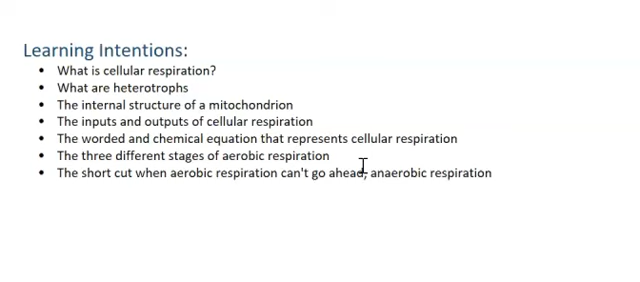 Learning Intentions:
• What is cellular respiration?
• What are heterotrophs
• The internal structure of a mitochondrion
• The inputs and outputs of cellular respiration
• The worded and chemical equation that represents cellular respiration
• The three different stages of aerobic respiration
• The short cut when aerobic respiration can't go ahead, anaerobic respiration